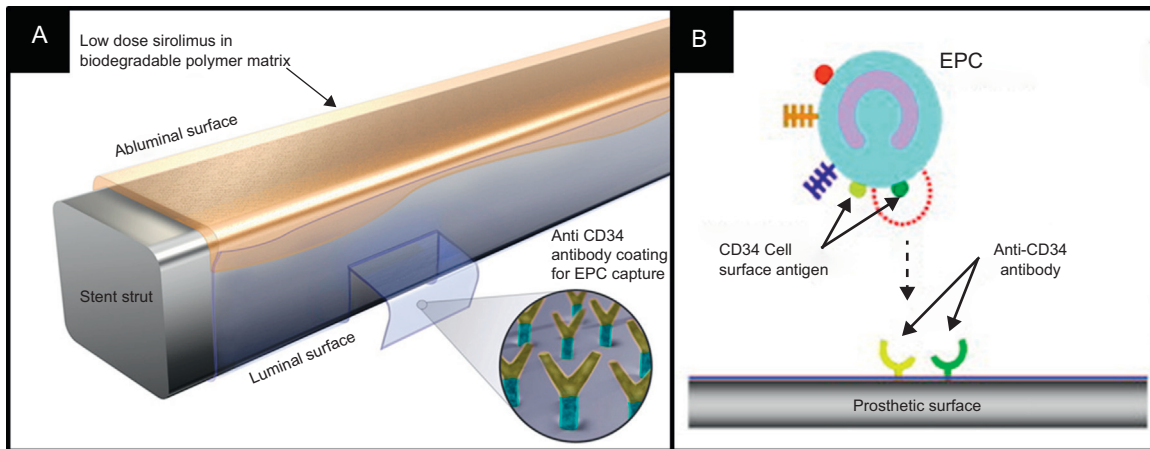 A
Low dose sirolimus in
biodegradable polymer matrix
Abluminal surface
Stent strut
Luminal surface
Anti CD34
antibody coating
for EPC capture
B
EPC
CD34 Cell
surface antigen
Anti-CD34
antibody
Prosthetic surface